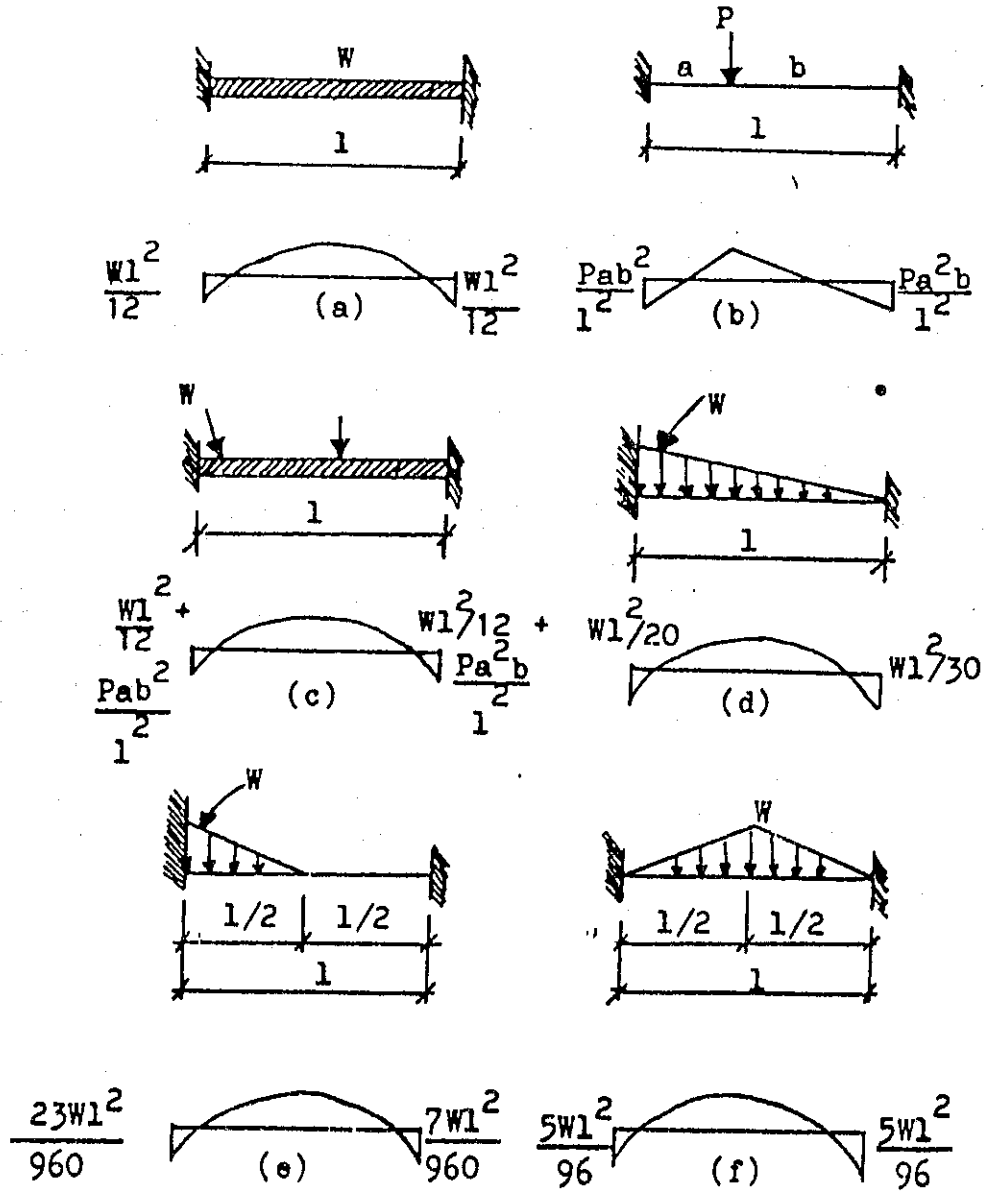 W
P
a b
l
l
Wl²/12 (a) Wl²/12
Pab²/l² (b) Pa²b/l²
W
W
l
l
Wl²/12 + Pab²/l² (c) Wl²/12 + Pa²b/l²
Wl²/20 (d) Wl²/30
W
W
l/2 l/2
l/2 l/2
l
l
23Wl²/960 (e) 7Wl²/960
5Wl²/96 (f) 5Wl²/96